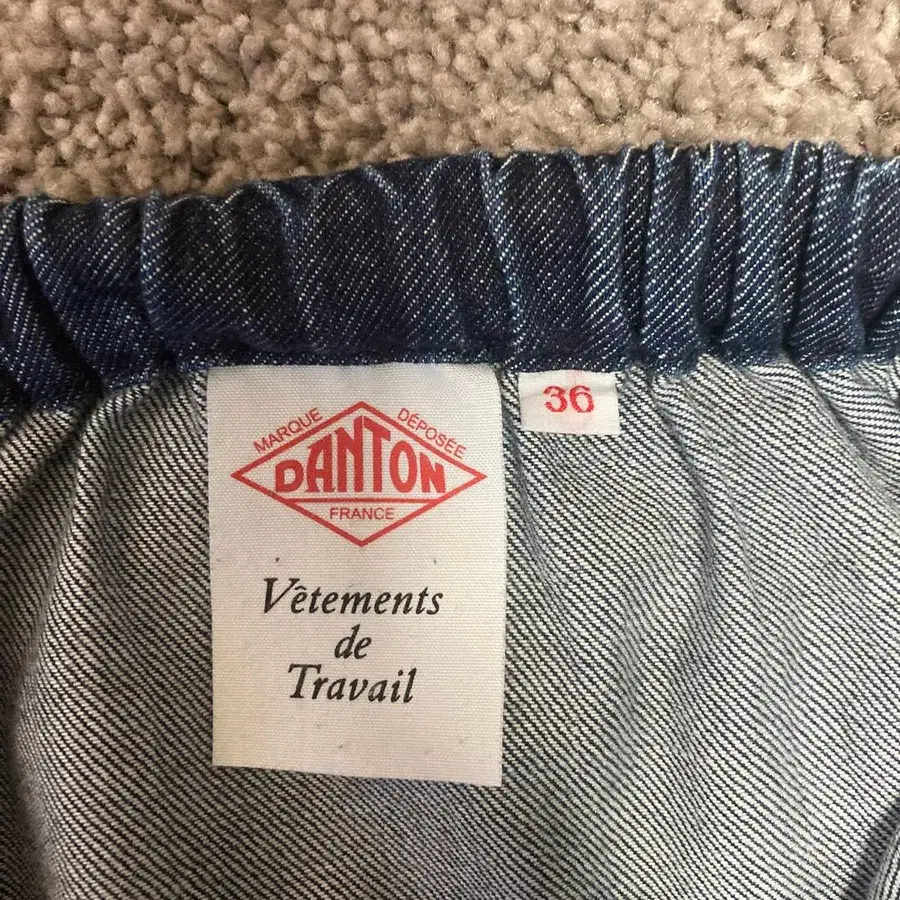 MARQUE DÉPOSÉE
DANTON
FRANCE
Vêtements
de
Travail
36